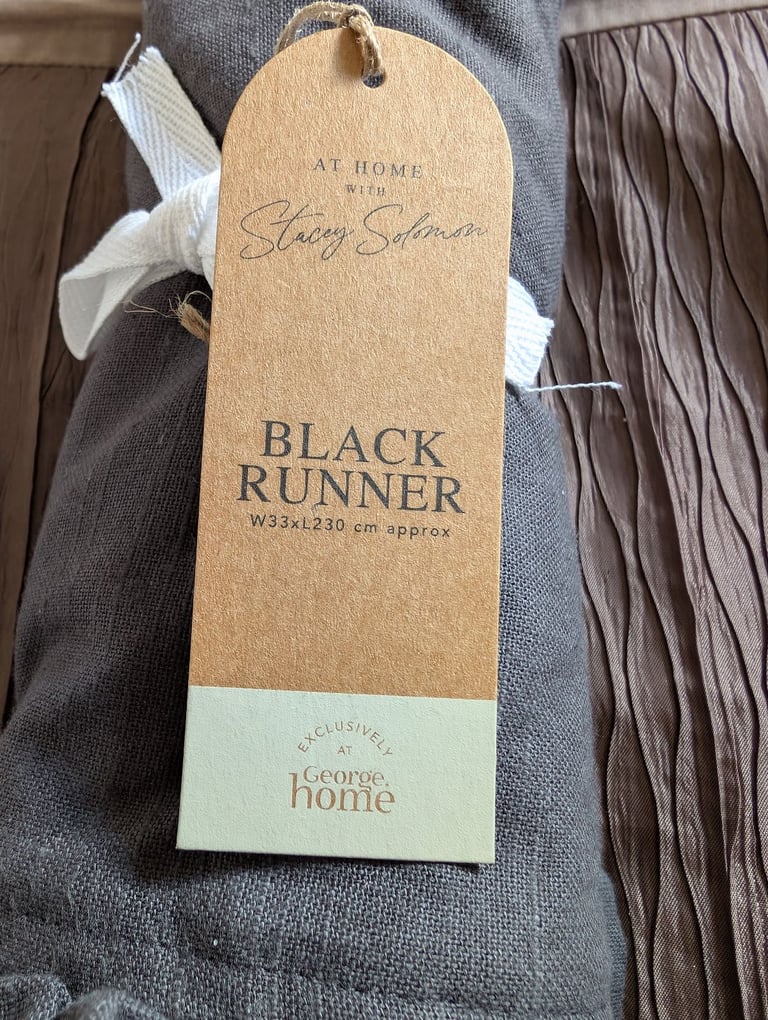 AT HOME
WITH
Stacey Solomon
BLACK
RUNNER
W33xL230 cm approx
EXCLUSIVELY
AT
George.
home